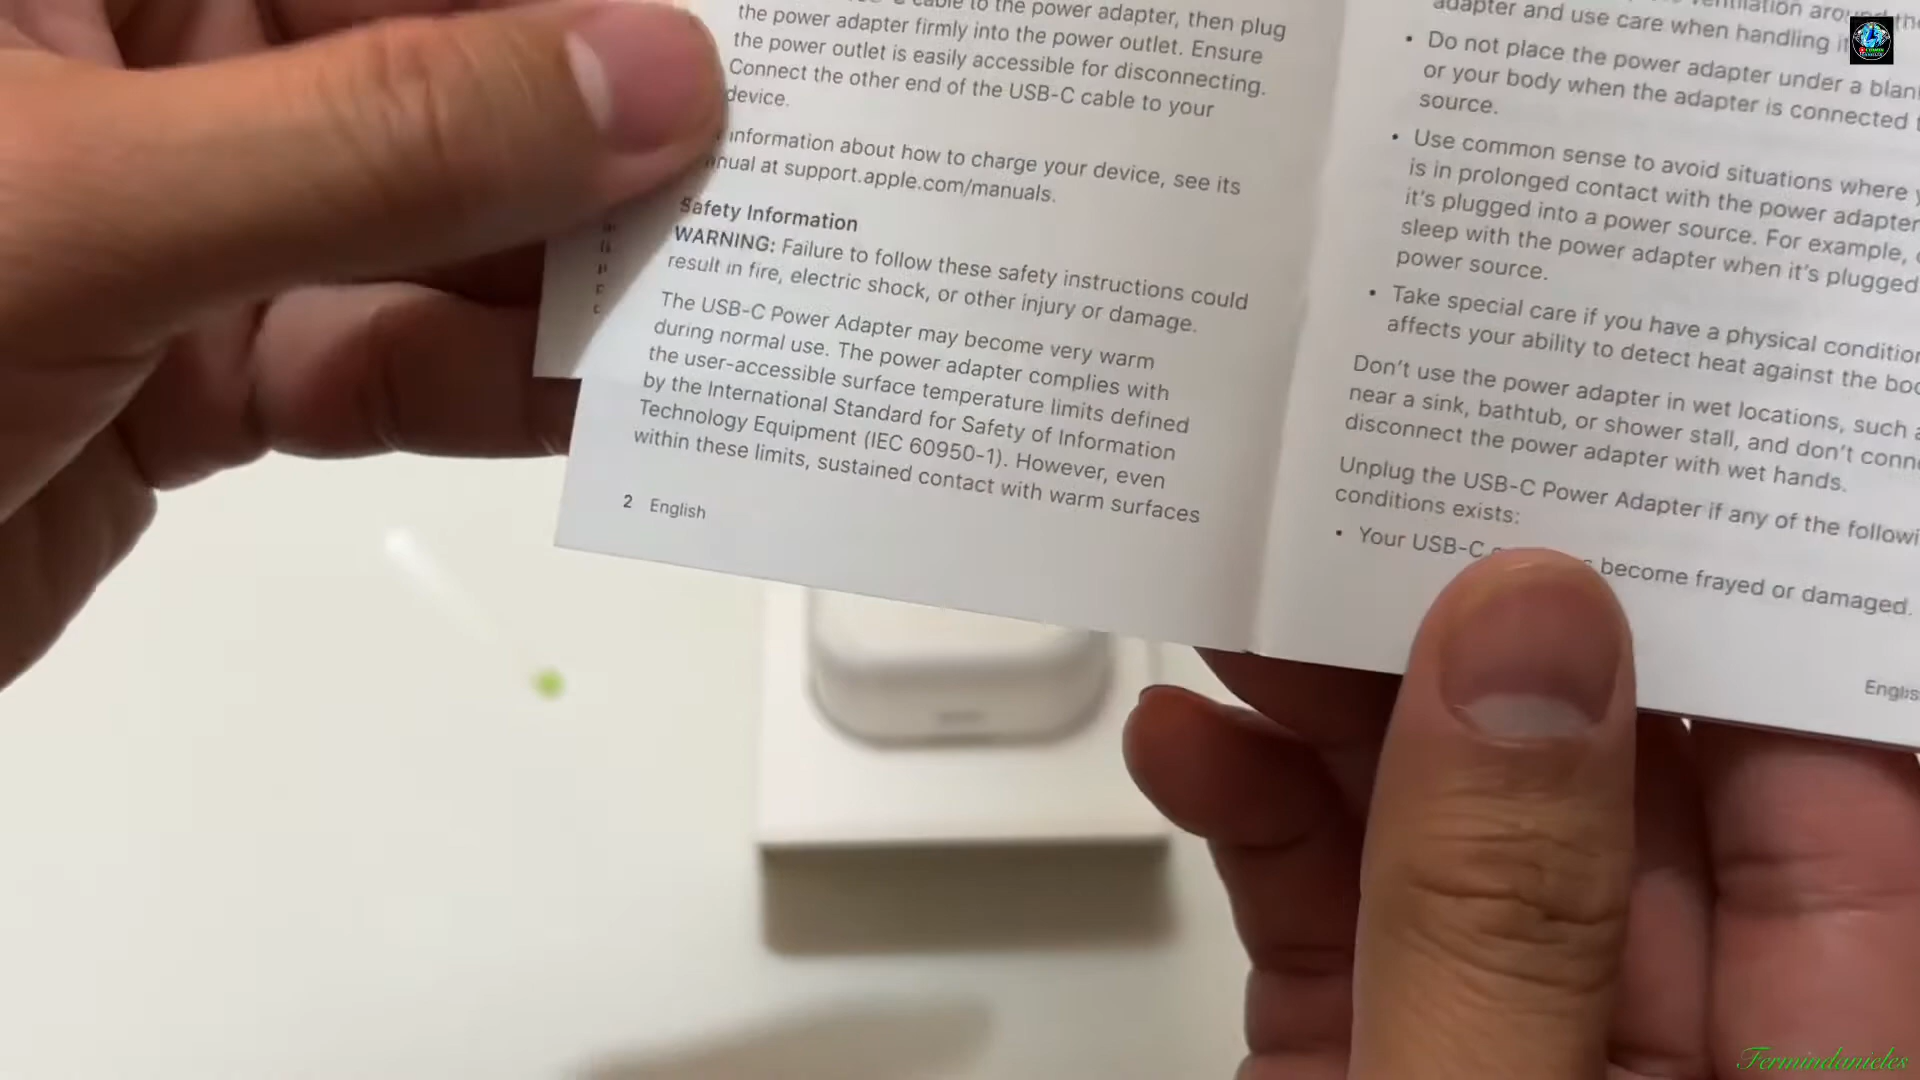 cable to the power adapter, then plug
the power adapter firmly into the power outlet. Ensure
the power outlet is easily accessible for disconnecting.
Connect the other end of the USB-C cable to your
device.
information about how to charge your device, see its
at support.apple.com/manuals.
Safety Information
WARNING: Failure to follow these safety instructions could
result in fire, electric shock, or other injury or damage.
The USB-C Power Adapter may become very warm
during normal use. The power adapter complies with
the user-accessible surface temperature limits defined
by the International Standard for Safety of Information
Technology Equipment (IEC 60950-1). However, even
within these limits, sustained contact with warm surfaces
2 English
ventilation around
adapter and use care when handling
• Do not place the power adapter under a
or your body when the adapter is connected
source.
• Use common sense to avoid situations where
is in prolonged contact with the power adapter
it's plugged into a power source. For example,
sleep with the power adapter when it's plugged
power source.
• Take special care if you have a physical
affects your ability to detect heat against the
Don't use the power adapter in wet locations, such
near a sink, bathtub, or shower stall, and don't
disconnect the power adapter with wet hands.
Unplug the USB-C Power Adapter if any of the
conditions exists:
• Your USB-C become frayed or damaged.
Fermindanieles